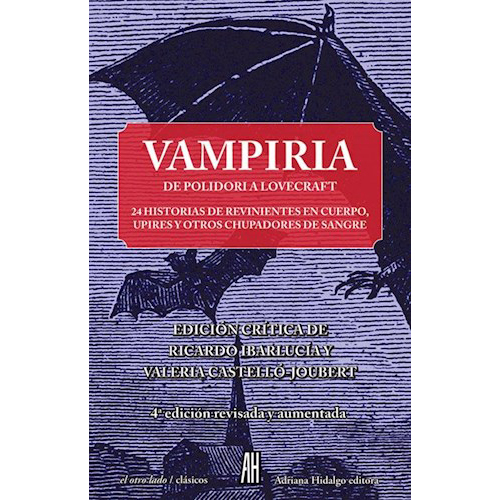 VAMPIRIA
DE POLIDORI A LOVECRAFT
24 HISTORIAS DE REVINIENTES EN CUERPO,
UPIRES Y OTROS CHUPADORES DE SANGRE
EDICIÓN CRÍTICA DE
RICARDO IBARLUCÍA Y
VALERIA CASTELLÓ-JOUBERT
4ª edición revisada y aumentada
el otro lado / clásicos
AH
Adriana Hidalgo editora